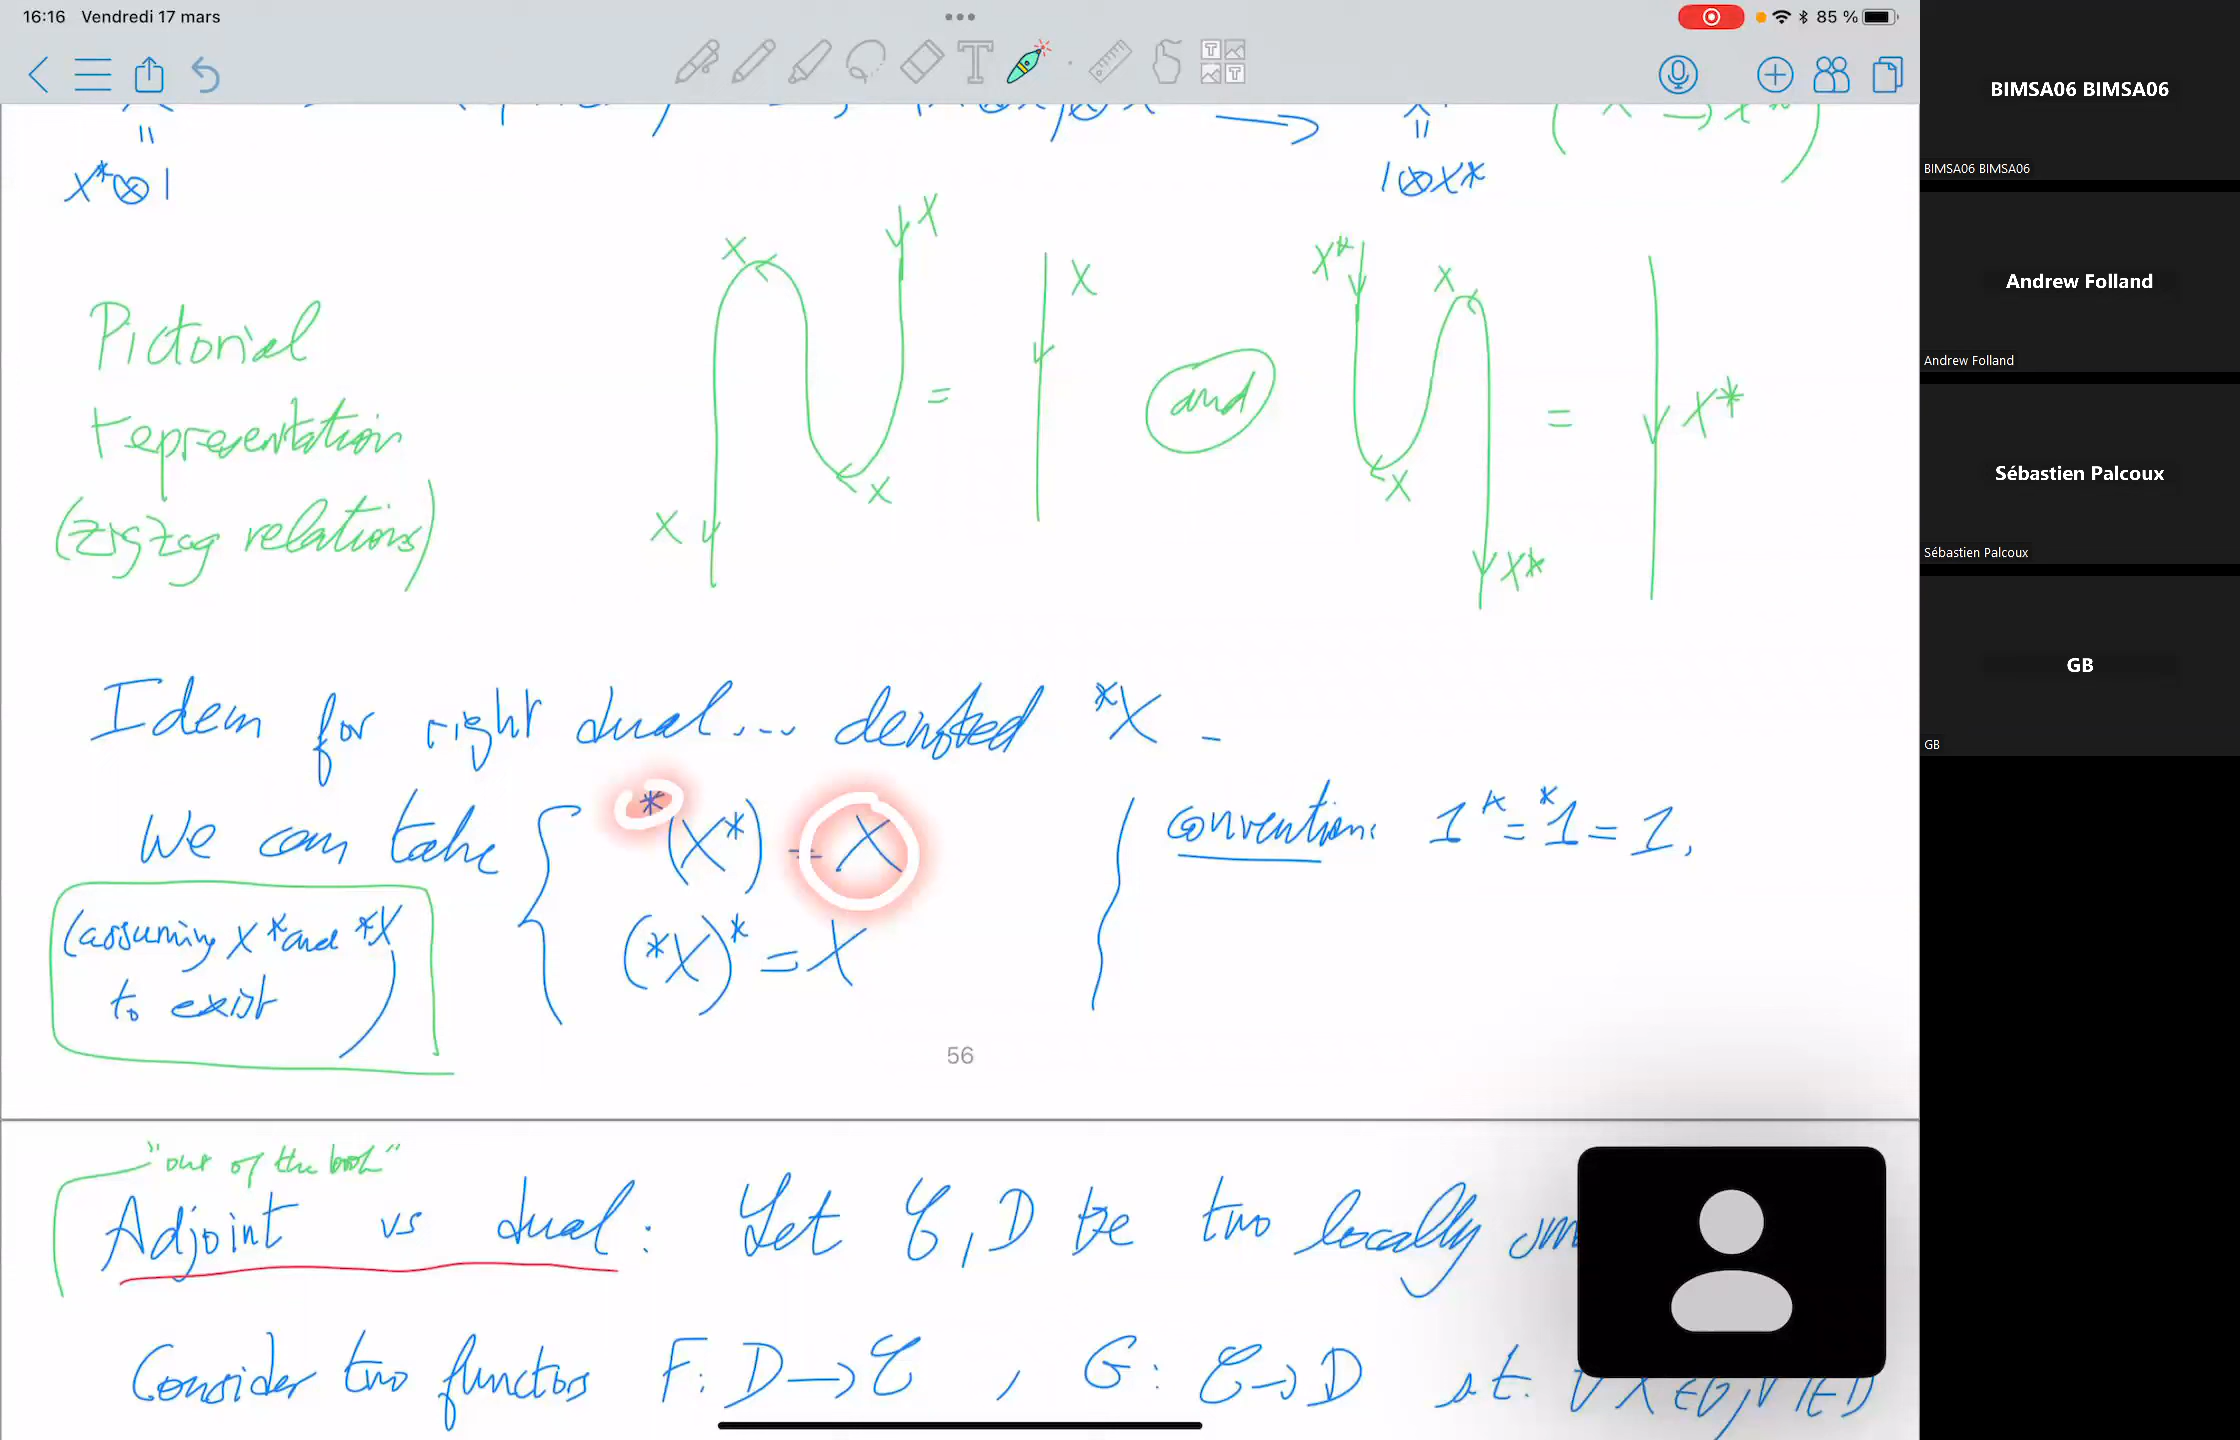 16:16 Vendredi 17 mars
85 %
X*⊗1
1⊗X*
X
X
X
X
=
X
and
X*
X
X
X*
=
X*
Pictorial
representation
(zigzag relations)
Idem for right dual... denoted *X -
We can take
*(X*) = X
(*X)* = X
convention: 1* = *1 = 1.
(assuming X* and *X
to exist)
56
"out of the book"
Adjoint vs dual: Let C, D be two locally
Consider two functors F: D → C , G: C → D st.
BIMSA06 BIMSA06
BIMSA06 BIMSA06
Andrew Folland
Andrew Folland
Sébastien Palcoux
Sébastien Palcoux
GB
GB